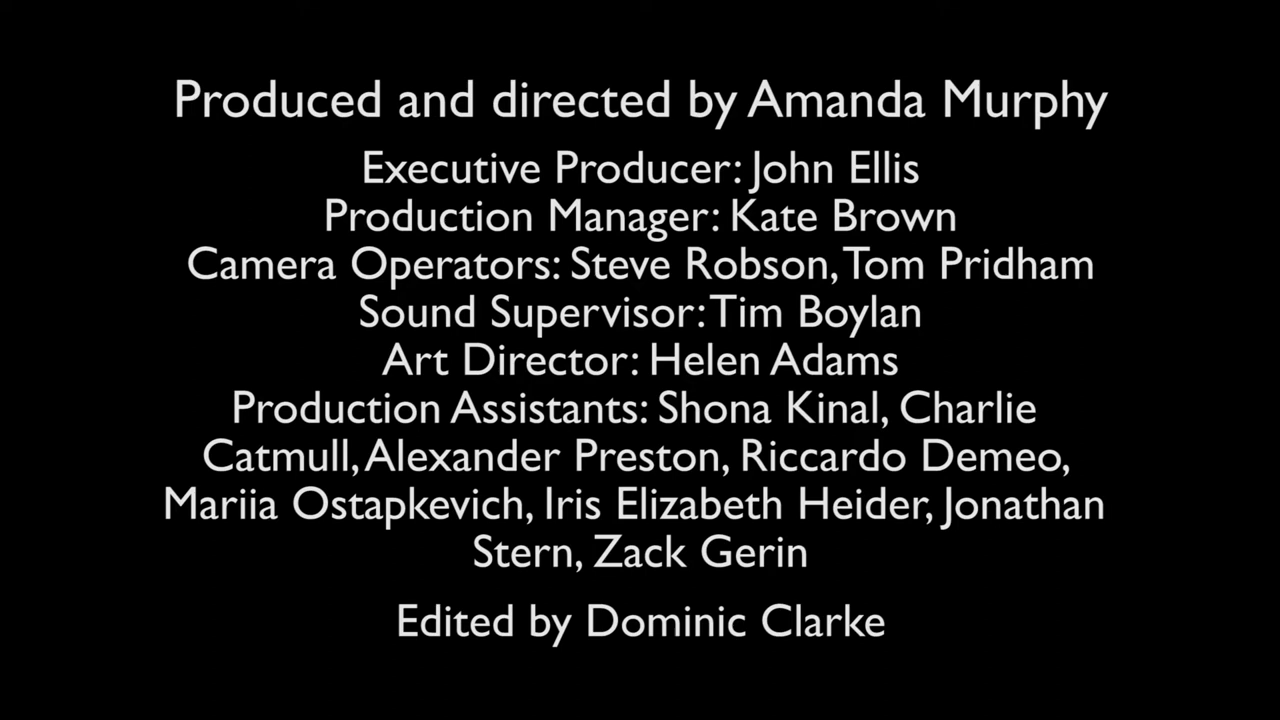 Produced and directed by Amanda Murphy
Executive Producer: John Ellis
Production Manager: Kate Brown
Camera Operators: Steve Robson, Tom Pridham
Sound Supervisor: Tim Boylan
Art Director: Helen Adams
Production Assistants: Shona Kinal, Charlie
Catmull, Alexander Preston, Riccardo Demeo,
Mariia Ostapkevich, Iris Elizabeth Heider, Jonathan
Stern, Zack Gerin
Edited by Dominic Clarke